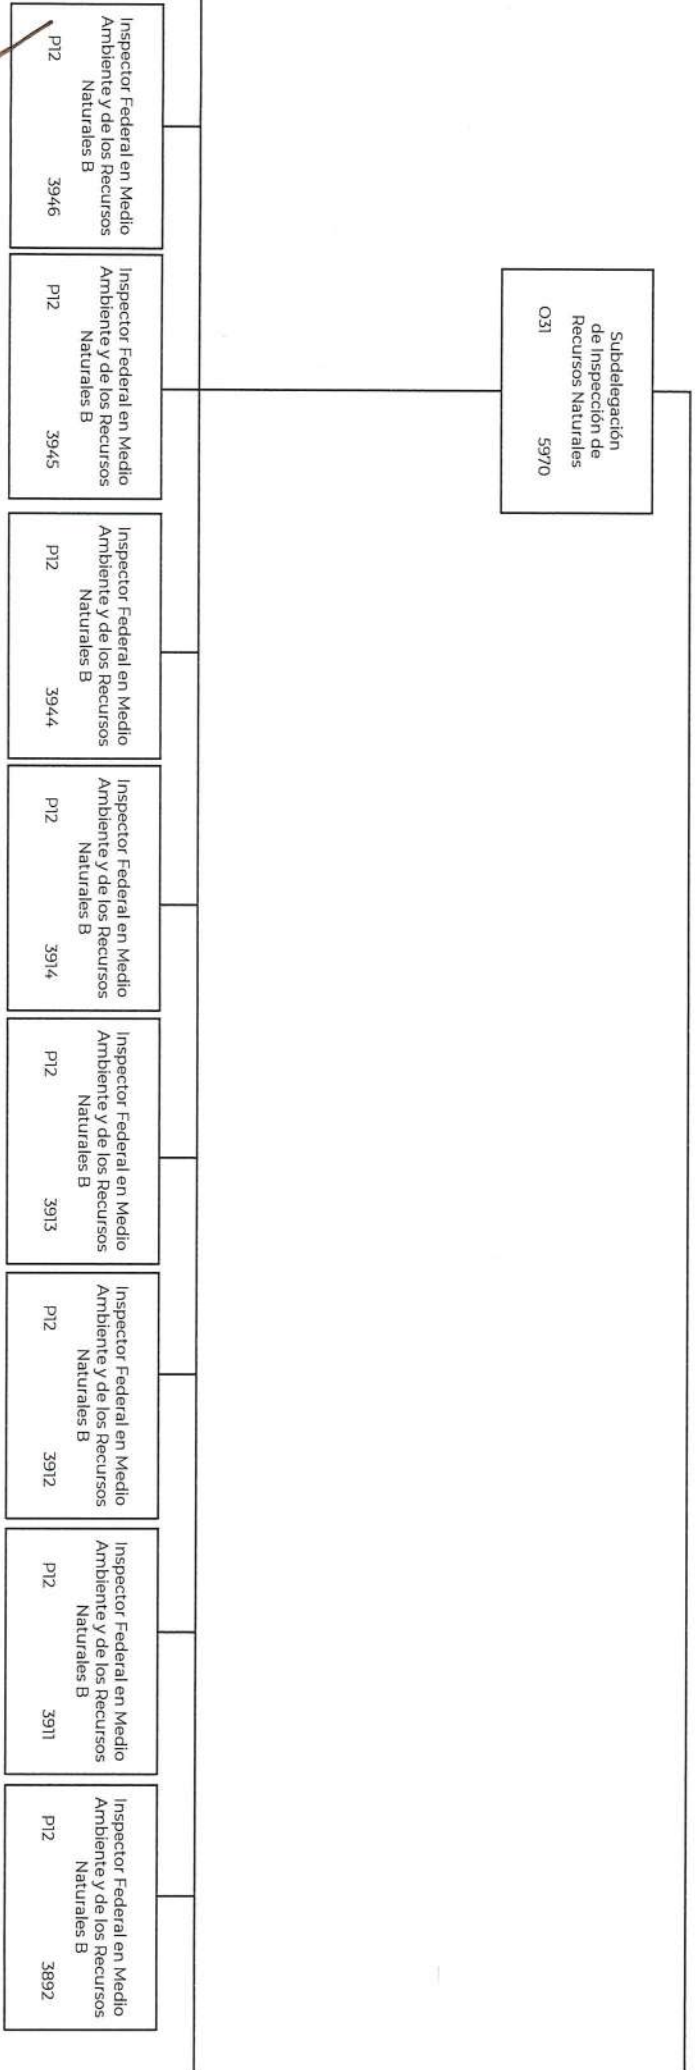 Subdelegación
de Inspección de
Recursos Naturales
O31 5970
Inspector Federal en Medio
Ambiente y de los Recursos
Naturales B
P12 3946
Inspector Federal en Medio
Ambiente y de los Recursos
Naturales B
P12 3945
Inspector Federal en Medio
Ambiente y de los Recursos
Naturales B
P12 3944
Inspector Federal en Medio
Ambiente y de los Recursos
Naturales B
P12 3914
Inspector Federal en Medio
Ambiente y de los Recursos
Naturales B
P12 3913
Inspector Federal en Medio
Ambiente y de los Recursos
Naturales B
P12 3912
Inspector Federal en Medio
Ambiente y de los Recursos
Naturales B
P12 3911
Inspector Federal en Medio
Ambiente y de los Recursos
Naturales B
P12 3892